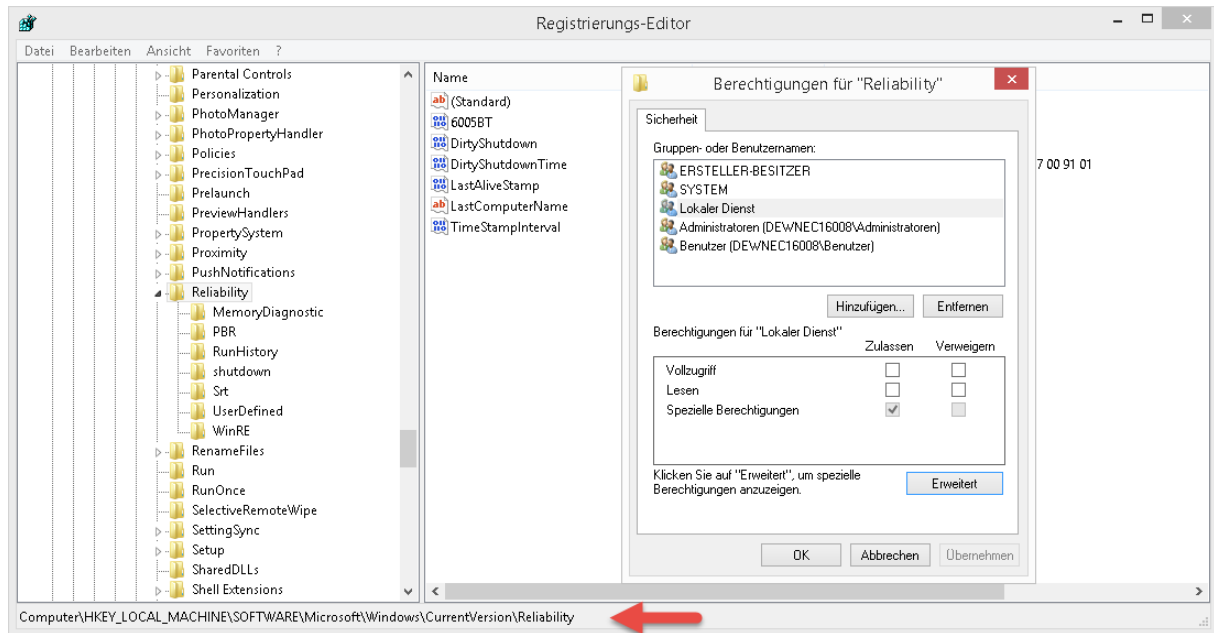 Registrierungs-Editor
Datei Bearbeiten Ansicht Favoriten ?
Parental Controls
Personalization
PhotoManager
PhotoPropertyHandler
Policies
PrecisionTouchPad
Prelaunch
PreviewHandlers
PropertySystem
Proximity
PushNotifications
Reliability
MemoryDiagnostic
PBR
RunHistory
shutdown
Srt
UserDefined
WinRE
RenameFiles
Run
RunOnce
SelectiveRemoteWipe
SettingSync
Setup
SharedDLLs
Shell Extensions
Name
(Standard)
6005BT
DirtyShutdown
DirtyShutdownTime
LastAliveStamp
LastComputerName
TimeStampInterval
7 00 91 01
Berechtigungen für "Reliability"
Sicherheit
Gruppen- oder Benutzernamen:
ERSTELLER-BESITZER
SYSTEM
Lokaler Dienst
Administratoren (DEWNEC16008\Administratoren)
Benutzer (DEWNEC16008\Benutzer)
Hinzufügen... Entfernen
Berechtigungen für "Lokaler Dienst"
Zulassen Verweigern
Vollzugriff
Lesen
Spezielle Berechtigungen
Klicken Sie auf "Erweitert", um spezielle
Berechtigungen anzuzeigen.
Erweitert
OK Abbrechen Übernehmen
Computer\HKEY_LOCAL_MACHINE\SOFTWARE\Microsoft\Windows\CurrentVersion\Reliability